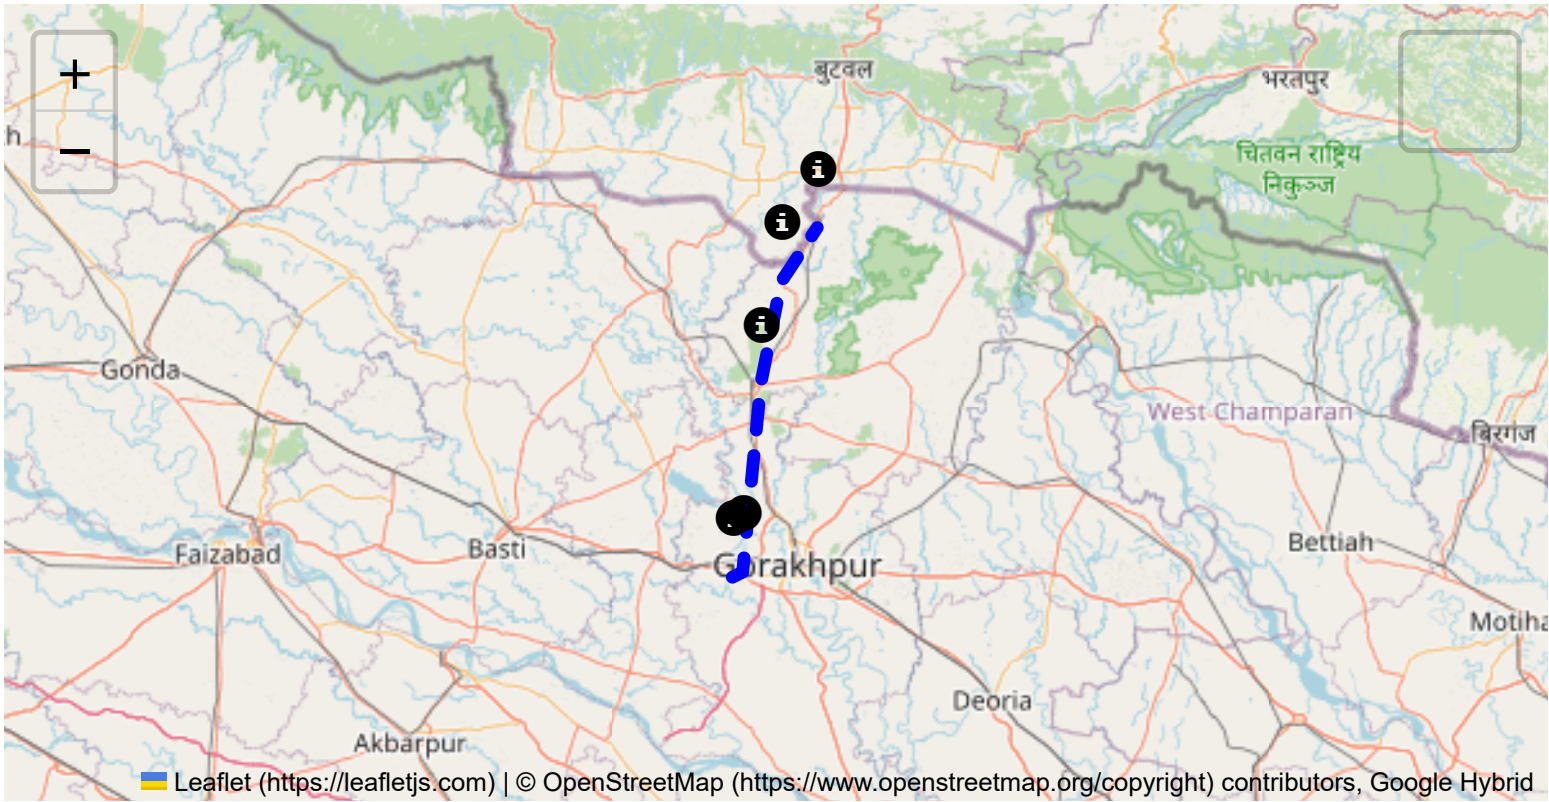 +
बुटवल
भरतपुर
h
−
i
चितवन राष्ट्रिय
निकुञ्ज
i
i
Gonda
West Champaran
बिरगंज
Faizabad
Basti
Gorakhpur
Bettiah
Motiha
Deoria
Akbarpur
Leaflet (https://leafletjs.com) | © OpenStreetMap (https://www.openstreetmap.org/copyright) contributors, Google Hybrid